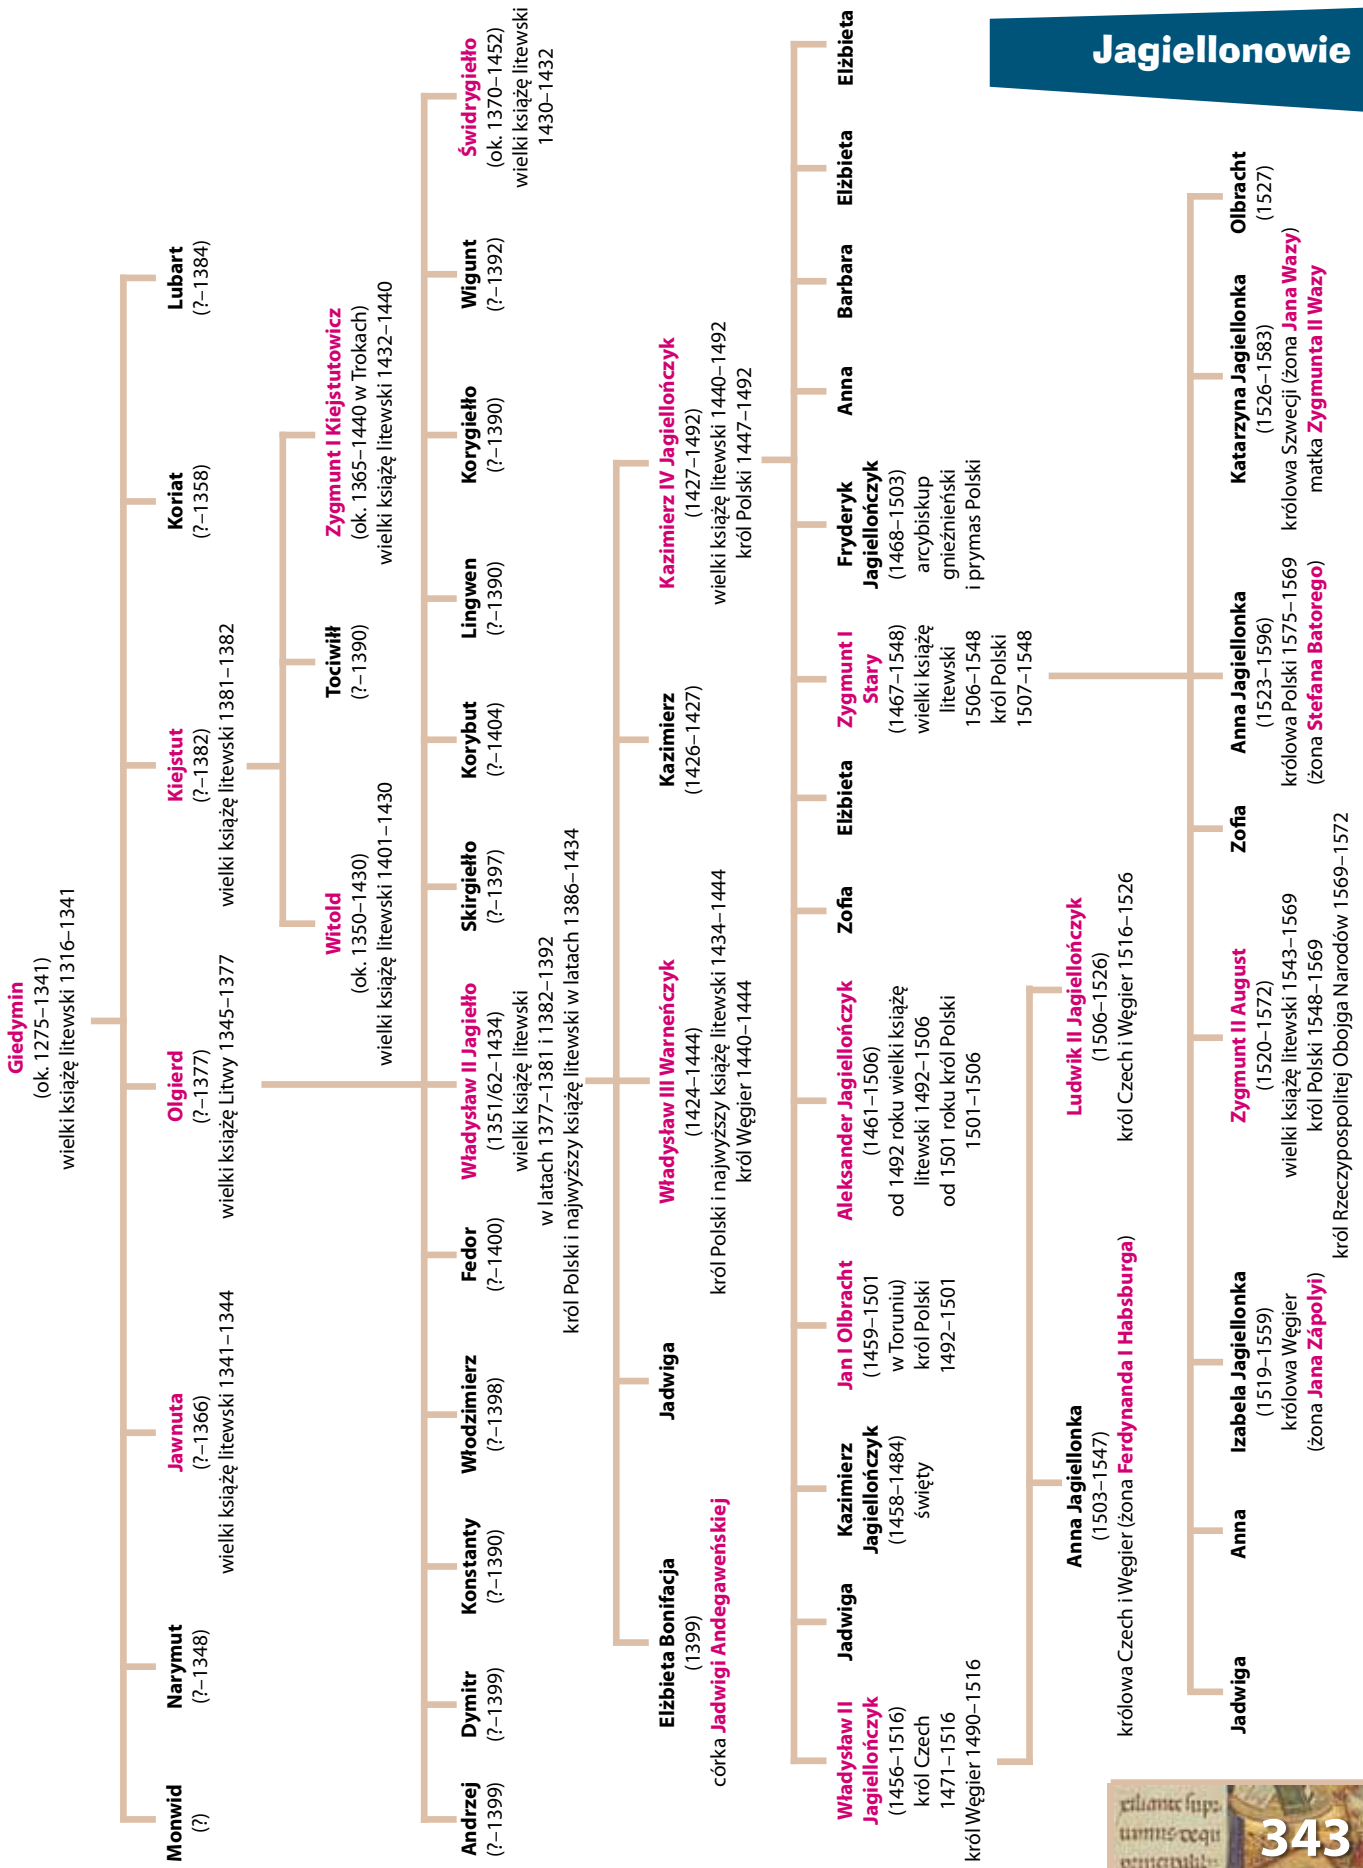 Jagiellonowie
Giedymin
(ok. 1275–1341)
wielki książę litewski 1316–1341
Monwid
(?)
Narymut
(?–1348)
Jawnuta
(?–1366)
wielki książę litewski 1341–1344
Olgierd
(?–1377)
wielki książę Litwy 1345–1377
Kiejstut
(?–1382)
wielki książę litewski 1381–1382
Koriat
(?–1358)
Lubart
(?–1384)
Witold
(ok. 1350–1430)
wielki książę litewski 1401–1430
Tociwiłł
(?–1390)
Zygmunt I Kiejstutowicz
(ok. 1365–1440 w Trokach)
wielki książę litewski 1432–1440
Andrzej
(?–1399)
Dymitr
(?–1399)
Konstanty
(?–1390)
Włodzimierz
(?–1398)
Fedor
(?–1400)
Władysław II Jagiełło
(1351/62–1434)
wielki książę litewski
w latach 1377–1381 i 1382–1392
król Polski i najwyższy książę litewski w latach 1386–1434
Skirgiełło
(?–1397)
Korybut
(?–1404)
Lingwen
(?–1390)
Korygiełło
(?–1390)
Wigunt
(?–1392)
Świdrygiełło
(ok. 1370–1452)
wielki książę litewski
1430–1432
Elżbieta Bonifacja
(1399)
córka Jadwigi Andegaweńskiej
Jadwiga
Władysław III Warneńczyk
(1424–1444)
król Polski i najwyższy książę litewski 1434–1444
król Węgier 1440–1444
Kazimierz
(1426–1427)
Kazimierz IV Jagiellończyk
(1427–1492)
wielki książę litewski 1440–1492
król Polski 1447–1492
Władysław II
Jagiellończyk
(1456–1516)
król Czech
1471–1516
król Węgier 1490–1516
Jadwiga
Kazimierz
Jagiellończyk
(1458–1484)
święty
Jan I Olbracht
(1459–1501
w Toruniu)
król Polski
1492–1501
Aleksander Jagiellończyk
(1461–1506)
od 1492 roku wielki książę
litewski 1492–1506
od 1501 roku król Polski
1501–1506
Zofia
Elżbieta
Zygmunt I
Stary
(1467–1548)
wielki książę
litewski
1506–1548
król Polski
1507–1548
Fryderyk
Jagiellończyk
(1468–1503)
arcybiskup
gnieźnieński
i prymas Polski
Anna
Barbara
Elżbieta
Elżbieta
Anna Jagiellonka
(1503–1547)
królowa Czech i Węgier (żona Ferdynanda I Habsburga)
Ludwik II Jagiellończyk
(1506–1526)
król Czech i Węgier 1516–1526
Jadwiga
Anna
Izabela Jagiellonka
(1519–1559)
królowa Węgier
(żona Jana Zápolyi)
Zygmunt II August
(1520–1572)
wielki książę litewski 1543–1569
król Polski 1548–1569
król Rzeczypospolitej Obojga Narodów 1569–1572
Zofia
Anna Jagiellonka
(1523–1596)
królowa Polski 1575–1569
(żona Stefana Batorego)
Katarzyna Jagiellonka
(1526–1583)
królowa Szwecji (żona Jana Wazy)
matka Zygmunta II Wazy
Olbracht
(1527)
343